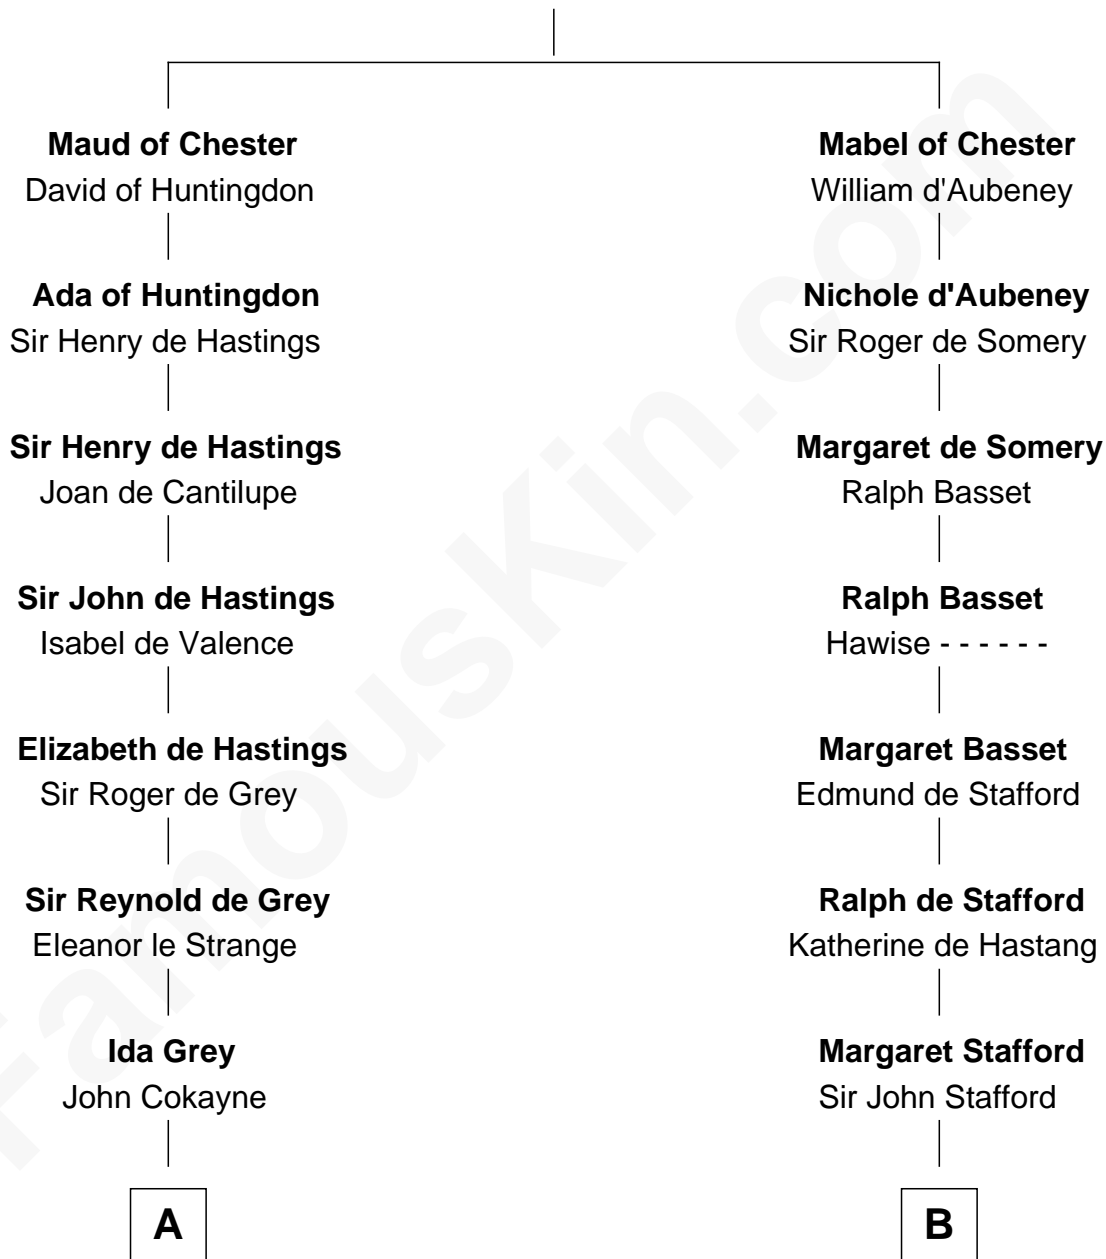 Maud of Chester
David of Huntingdon
Ada of Huntingdon
Sir Henry de Hastings
Sir Henry de Hastings
Joan de Cantilupe
Sir John de Hastings
Isabel de Valence
Elizabeth de Hastings
Sir Roger de Grey
Sir Reynold de Grey
Eleanor le Strange
Ida Grey
John Cokayne
A
Mabel of Chester
William d'Aubeney
Nichole d'Aubeney
Sir Roger de Somery
Margaret de Somery
Ralph Basset
Ralph Basset
Hawise - - - - - -
Margaret Basset
Edmund de Stafford
Ralph de Stafford
Katherine de Hastang
Margaret Stafford
Sir John Stafford
B
FamousKin.com